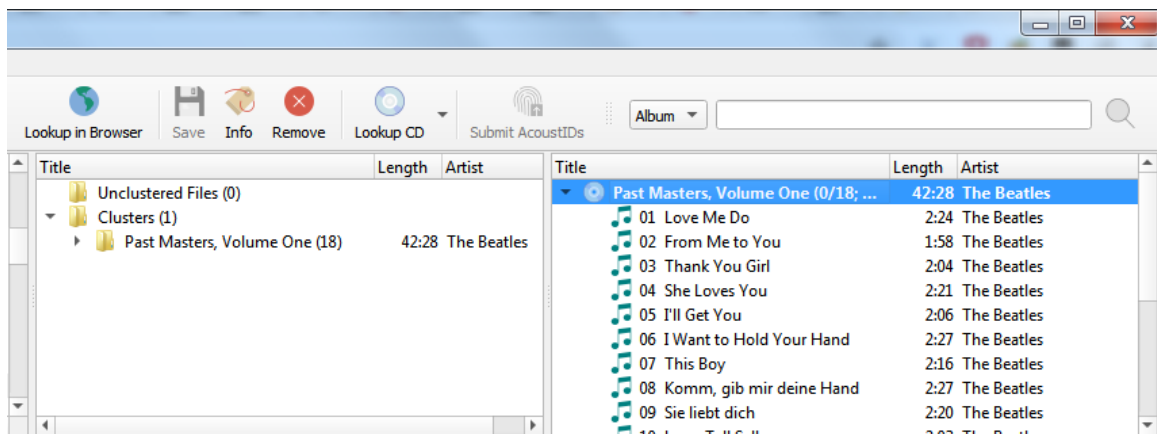 Lookup in Browser Save Info Remove Lookup CD Submit AcoustIDs Album
Title Length Artist
Unclustered Files (0)
Clusters (1)
Past Masters, Volume One (18) 42:28 The Beatles
Title Length Artist
Past Masters, Volume One (0/18; ... 42:28 The Beatles
01 Love Me Do 2:24 The Beatles
02 From Me to You 1:58 The Beatles
03 Thank You Girl 2:04 The Beatles
04 She Loves You 2:21 The Beatles
05 I'll Get You 2:06 The Beatles
06 I Want to Hold Your Hand 2:27 The Beatles
07 This Boy 2:16 The Beatles
08 Komm, gib mir deine Hand 2:27 The Beatles
09 Sie liebt dich 2:20 The Beatles